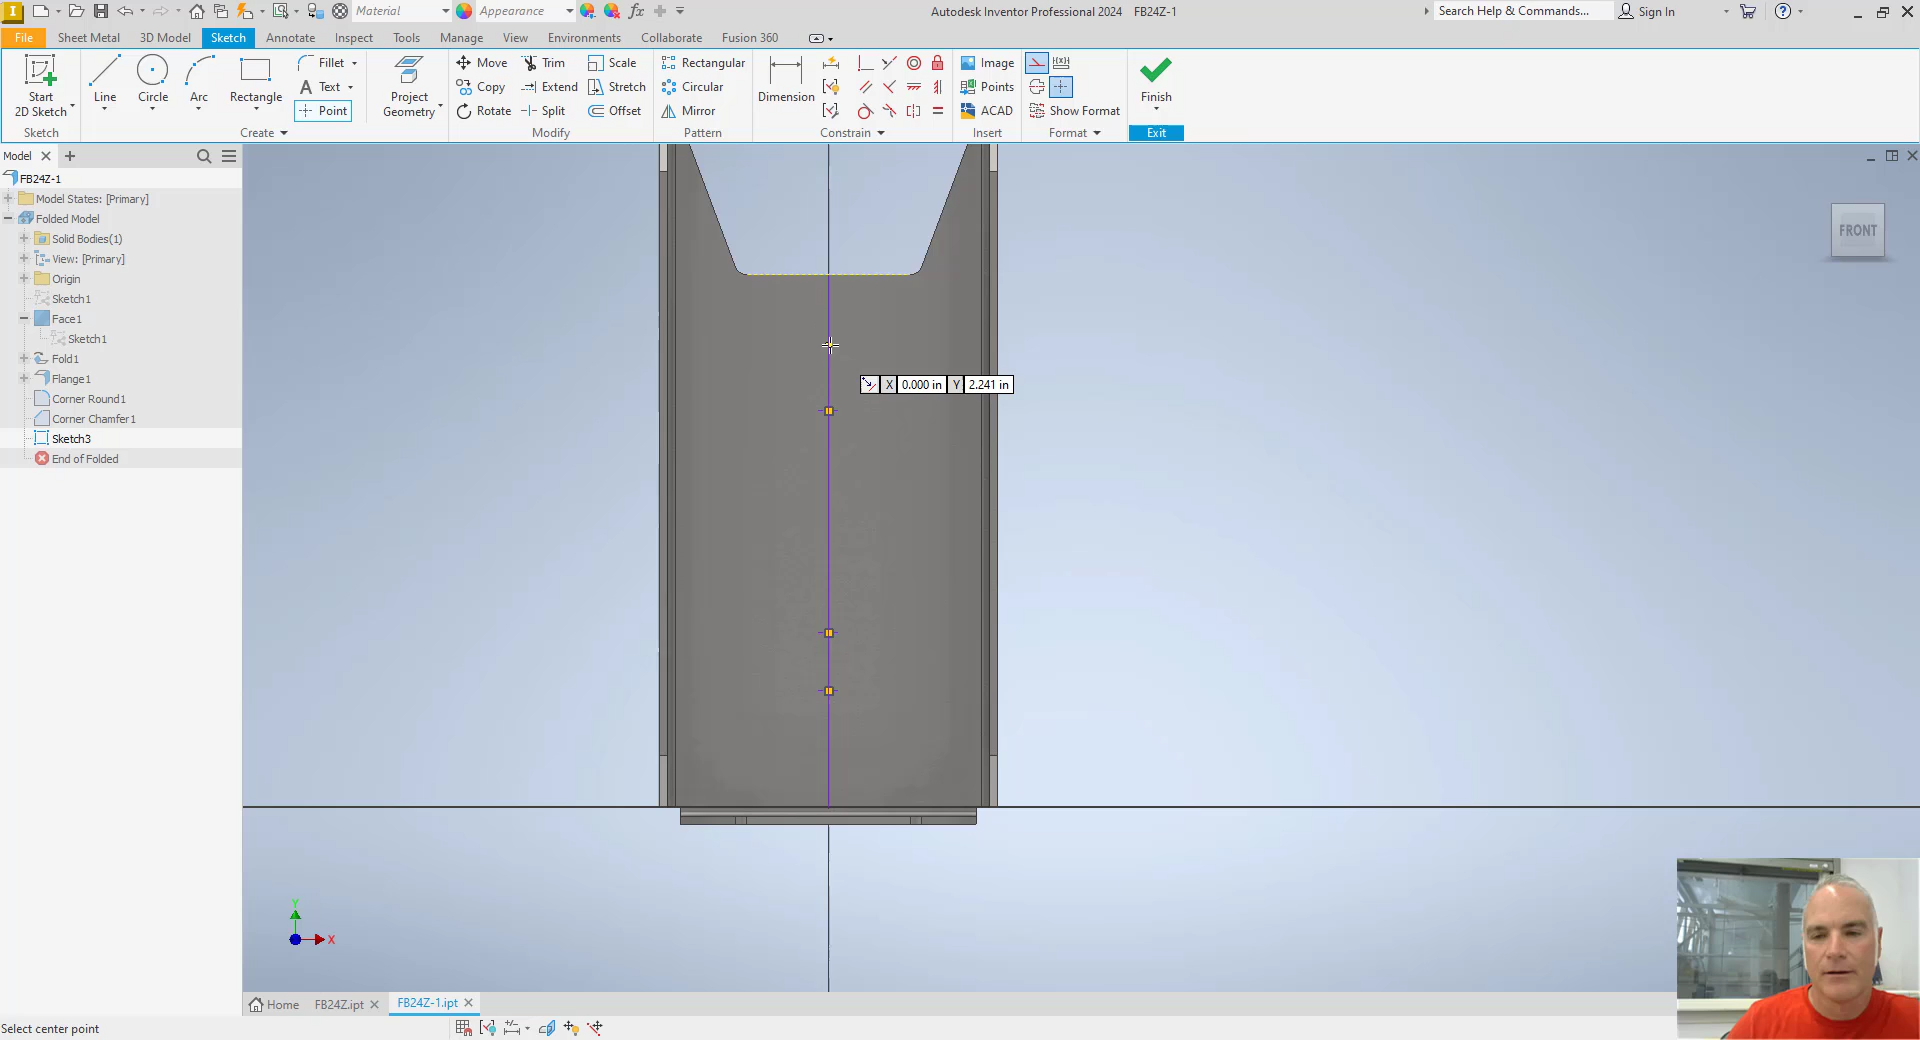 Material
Appearance
Autodesk Inventor Professional 2024 FB24Z-1
Search Help & Commands...
Sign In
File
Sheet Metal
3D Model
Sketch
Annotate
Inspect
Tools
Manage
View
Environments
Collaborate
Fusion 360
Start
2D Sketch
Line
Circle
Arc
Rectangle
Fillet
Text
Point
Project
Geometry
Move
Copy
Rotate
Trim
Extend
Split
Scale
Stretch
Offset
Rectangular
Circular
Mirror
Dimension
Image
Points
ACAD
Show Format
Finish
Sketch
Create
Modify
Pattern
Constrain
Insert
Format
Exit
Model
FB24Z-1
Model States: [Primary]
Folded Model
Solid Bodies(1)
View: [Primary]
Origin
Sketch1
Face1
Sketch1
Fold1
Flange1
Corner Round1
Corner Chamfer1
Sketch3
End of Folded
FRONT
X 0.000 in Y 2.241 in
Y
X
Home
FB24Z.ipt
FB24Z-1.ipt
Select center point